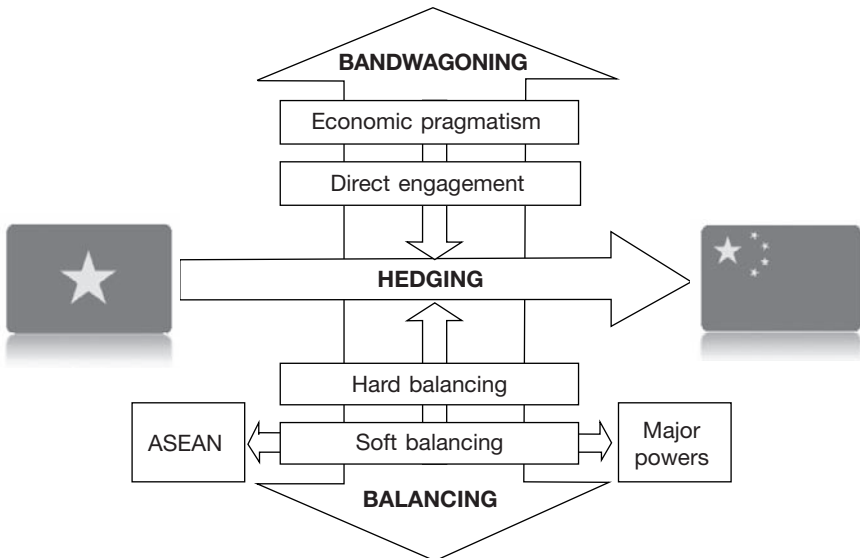 BANDWAGONING
Economic pragmatism
Direct engagement
HEDGING
Hard balancing
ASEAN
Soft balancing
Major
powers
BALANCING